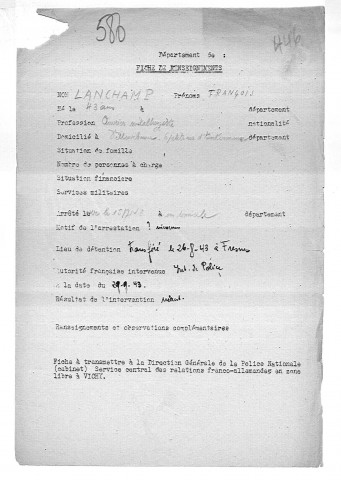 580
446
Département de :
FICHE DE RENSEIGNEMENTS
NOM LANCHAMP Prénoms FRANÇOIS
Né le 43 ans à département
Profession Ouvrier métallurgiste nationalité
Domicilié à Villeurbanne, département
Situation de famille
Nombre de personnes à charge
Situation financière
Services militaires
Arrêté le à département
Motif de l'arrestation ? inconnu
Lieu de détention transféré le 26-8-43 à Fresnes
Autorité française intervenue Int. de Police
à la date du 29-9-43.
Résultat de l'intervention néant.
Renseignements et observations complémentaires
Fiche à transmettre à la Direction Générale de la Police Nationale
(cabinet) Service central des relations franco-allemandes en zone
libre à VICHY.